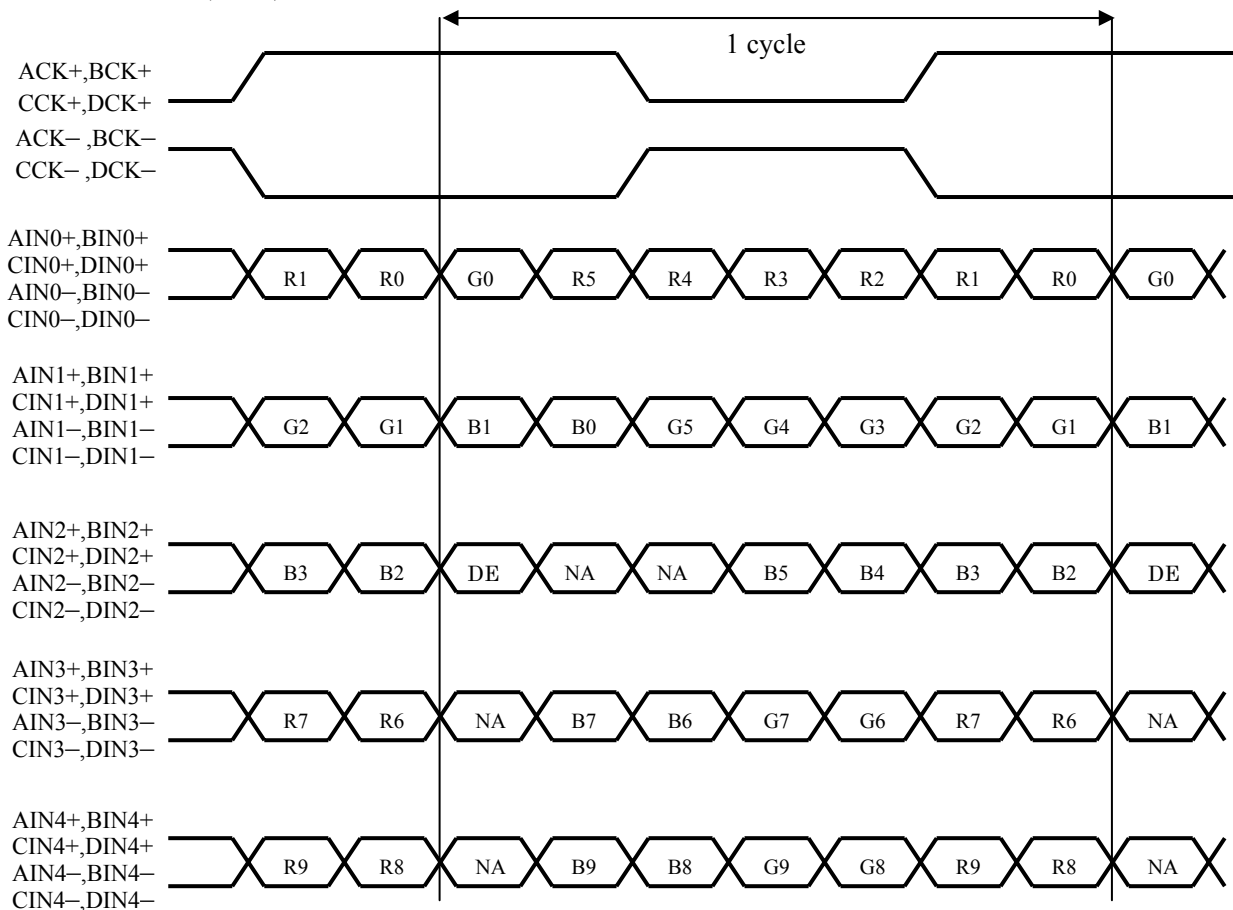 1 cycle
ACK+,BCK+
CCK+,DCK+
ACK− ,BCK−
CCK− ,DCK−
AIN0+,BIN0+
CIN0+,DIN0+
AIN0−,BIN0−
CIN0−,DIN0−
R1 R0 G0 R5 R4 R3 R2 R1 R0 G0
AIN1+,BIN1+
CIN1+,DIN1+
AIN1−,BIN1−
CIN1−,DIN1−
G2 G1 B1 B0 G5 G4 G3 G2 G1 B1
AIN2+,BIN2+
CIN2+,DIN2+
AIN2−,BIN2−
CIN2−,DIN2−
B3 B2 DE NA NA B5 B4 B3 B2 DE
AIN3+,BIN3+
CIN3+,DIN3+
AIN3−,BIN3−
CIN3−,DIN3−
R7 R6 NA B7 B6 G7 G6 R7 R6 NA
AIN4+,BIN4+
CIN4+,DIN4+
AIN4−,BIN4−
CIN4−,DIN4−
R9 R8 NA B9 B8 G9 G8 R9 R8 NA